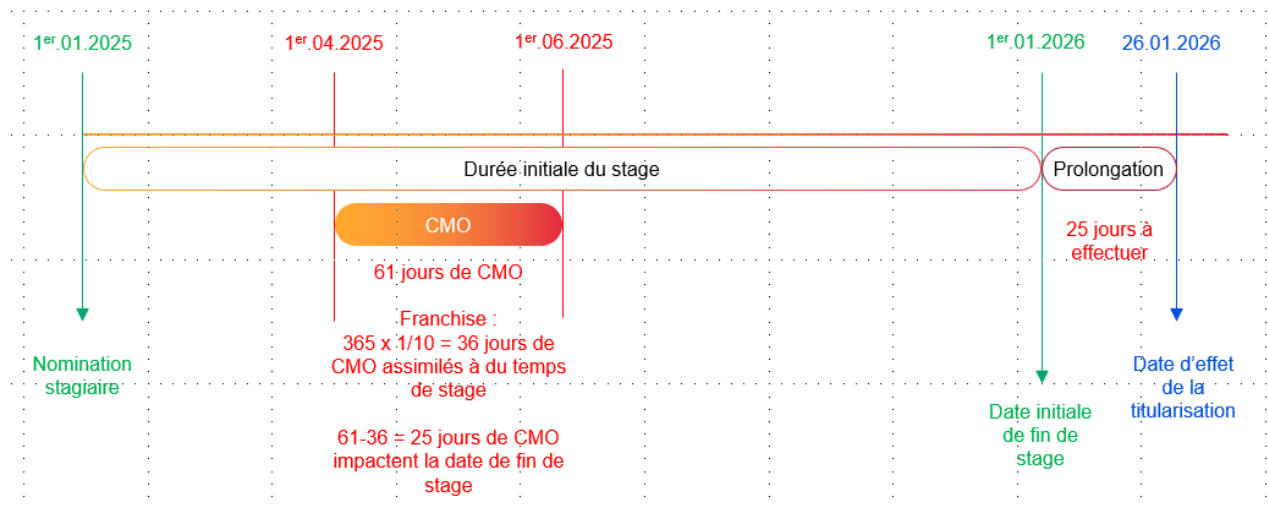 1er.01.2025
1er.04.2025
1er.06.2025
1er.01.2026
26.01.2026
Durée initiale du stage
Prolongation
CMO
61 jours de CMO
Franchise :
365 x 1/10 = 36 jours de
CMO assimilés à du temps
de stage
61-36 = 25 jours de CMO
impactent la date de fin de
stage
25 jours à
effectuer
Nomination
stagiaire
Date initiale
de fin de
stage
Date d'effet
de la
titularisation